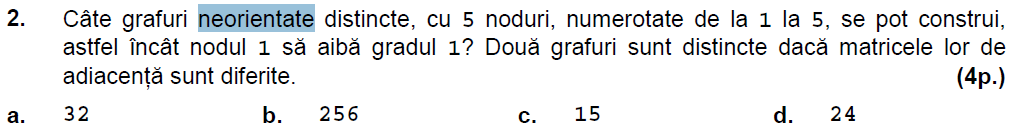 2. Câte grafuri neorientate distincte, cu 5 noduri, numerotate de la 1 la 5, se pot construi,
astfel încât nodul 1 să aibă gradul 1? Două grafuri sunt distincte dacă matricele lor de
adiacență sunt diferite. (4p.)
a. 32 b. 256 c. 15 d. 24